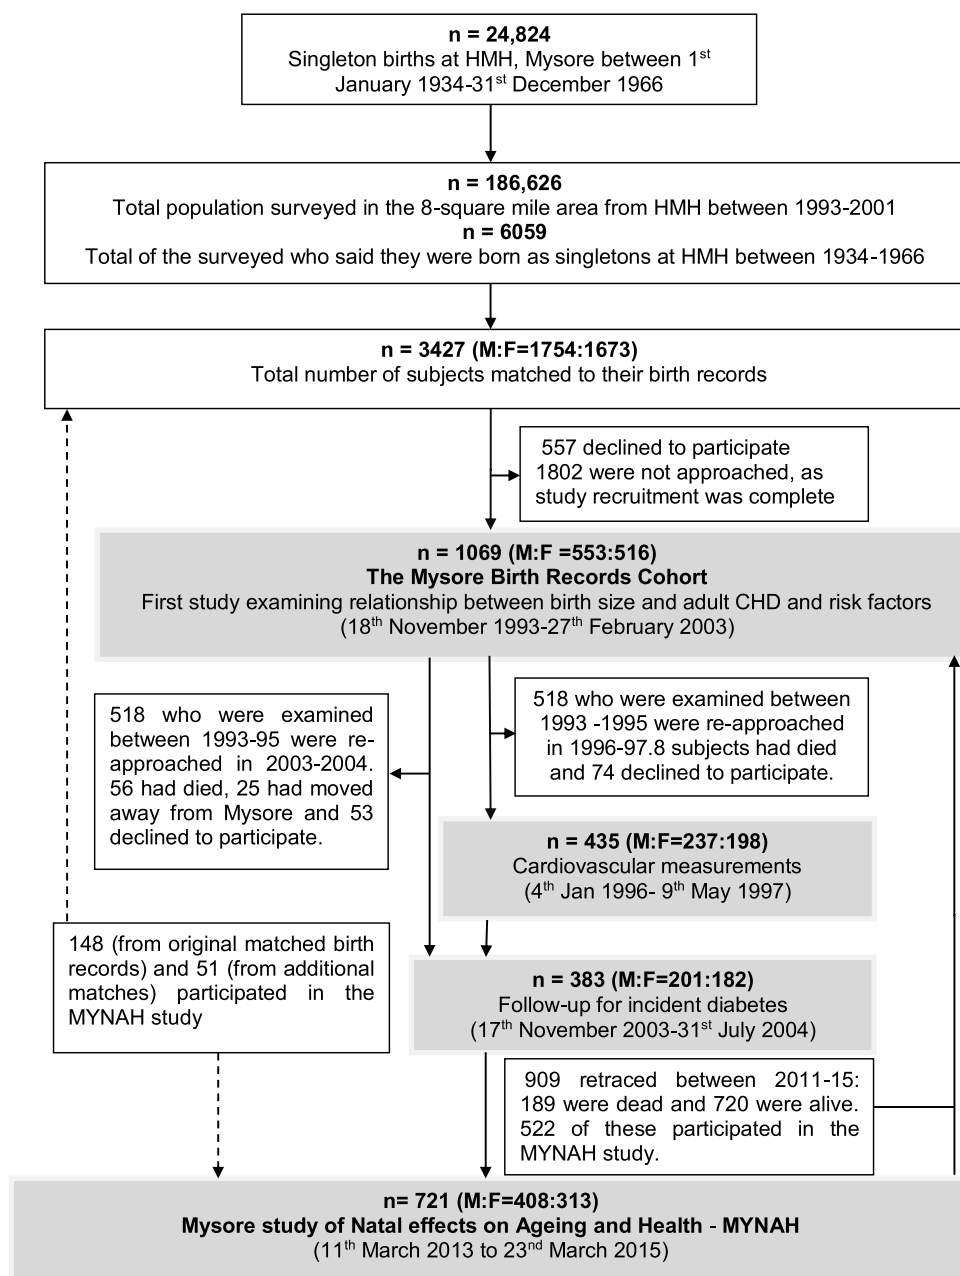 n = 24,824
Singleton births at HMH, Mysore between 1st
January 1934-31st December 1966
n = 186,626
Total population surveyed in the 8-square mile area from HMH between 1993-2001
n = 6059
Total of the surveyed who said they were born as singletons at HMH between 1934-1966
n = 3427 (M:F=1754:1673)
Total number of subjects matched to their birth records
557 declined to participate
1802 were not approached, as
study recruitment was complete
n = 1069 (M:F =553:516)
The Mysore Birth Records Cohort
First study examining relationship between birth size and adult CHD and risk factors
(18th November 1993-27th February 2003)
518 who were examined
between 1993-95 were re-
approached in 2003-2004.
56 had died, 25 had moved
away from Mysore and 53
declined to participate.
518 who were examined between
1993 -1995 were re-approached
in 1996-97.8 subjects had died
and 74 declined to participate.
n = 435 (M:F=237:198)
Cardiovascular measurements
(4th Jan 1996- 9th May 1997)
148 (from original matched birth
records) and 51 (from additional
matches) participated in the
MYNAH study
n = 383 (M:F=201:182)
Follow-up for incident diabetes
(17th November 2003-31st July 2004)
909 retraced between 2011-15:
189 were dead and 720 were alive.
522 of these participated in the
MYNAH study.
n= 721 (M:F=408:313)
Mysore study of Natal effects on Ageing and Health - MYNAH
(11th March 2013 to 23nd March 2015)